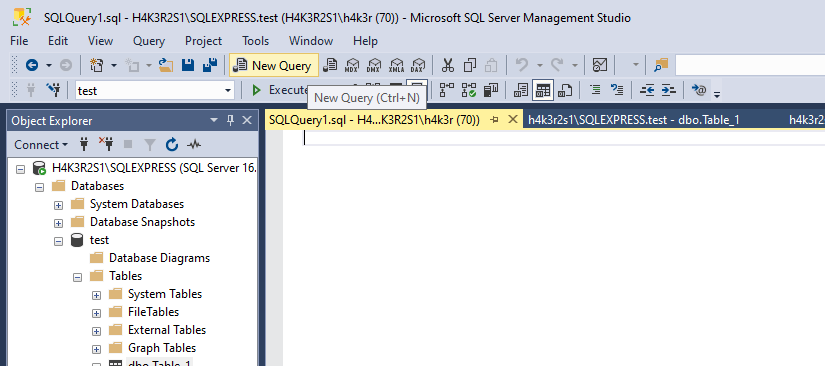 SQLQuery1.sql - H4K3R2S1\SQLEXPRESS.test (H4K3R2S1\h4k3r (70)) - Microsoft SQL Server Management Studio
File Edit View Query Project Tools Window Help
New Query MDX DMX XMLA DAX
test Execute
New Query (Ctrl+N)
Object Explorer
SQLQuery1.sql - H4...K3R2S1\h4k3r (70)) h4k3r2s1\SQLEXPRESS.test - dbo.Table_1 h4k3r2s
Connect
H4K3R2S1\SQLEXPRESS (SQL Server 16.
Databases
System Databases
Database Snapshots
test
Database Diagrams
Tables
System Tables
FileTables
External Tables
Graph Tables
dbo.Table_1